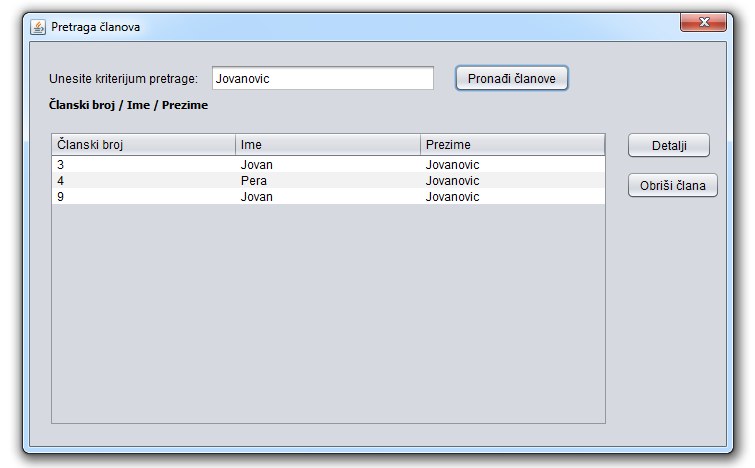 Pretraga članova
Unesite kriterijum pretrage: Jovanovic Pronađi članove
Članski broj / Ime / Prezime
Članski broj Ime Prezime Detalji
3 Jovan Jovanovic
4 Pera Jovanovic Obriši člana
9 Jovan Jovanovic